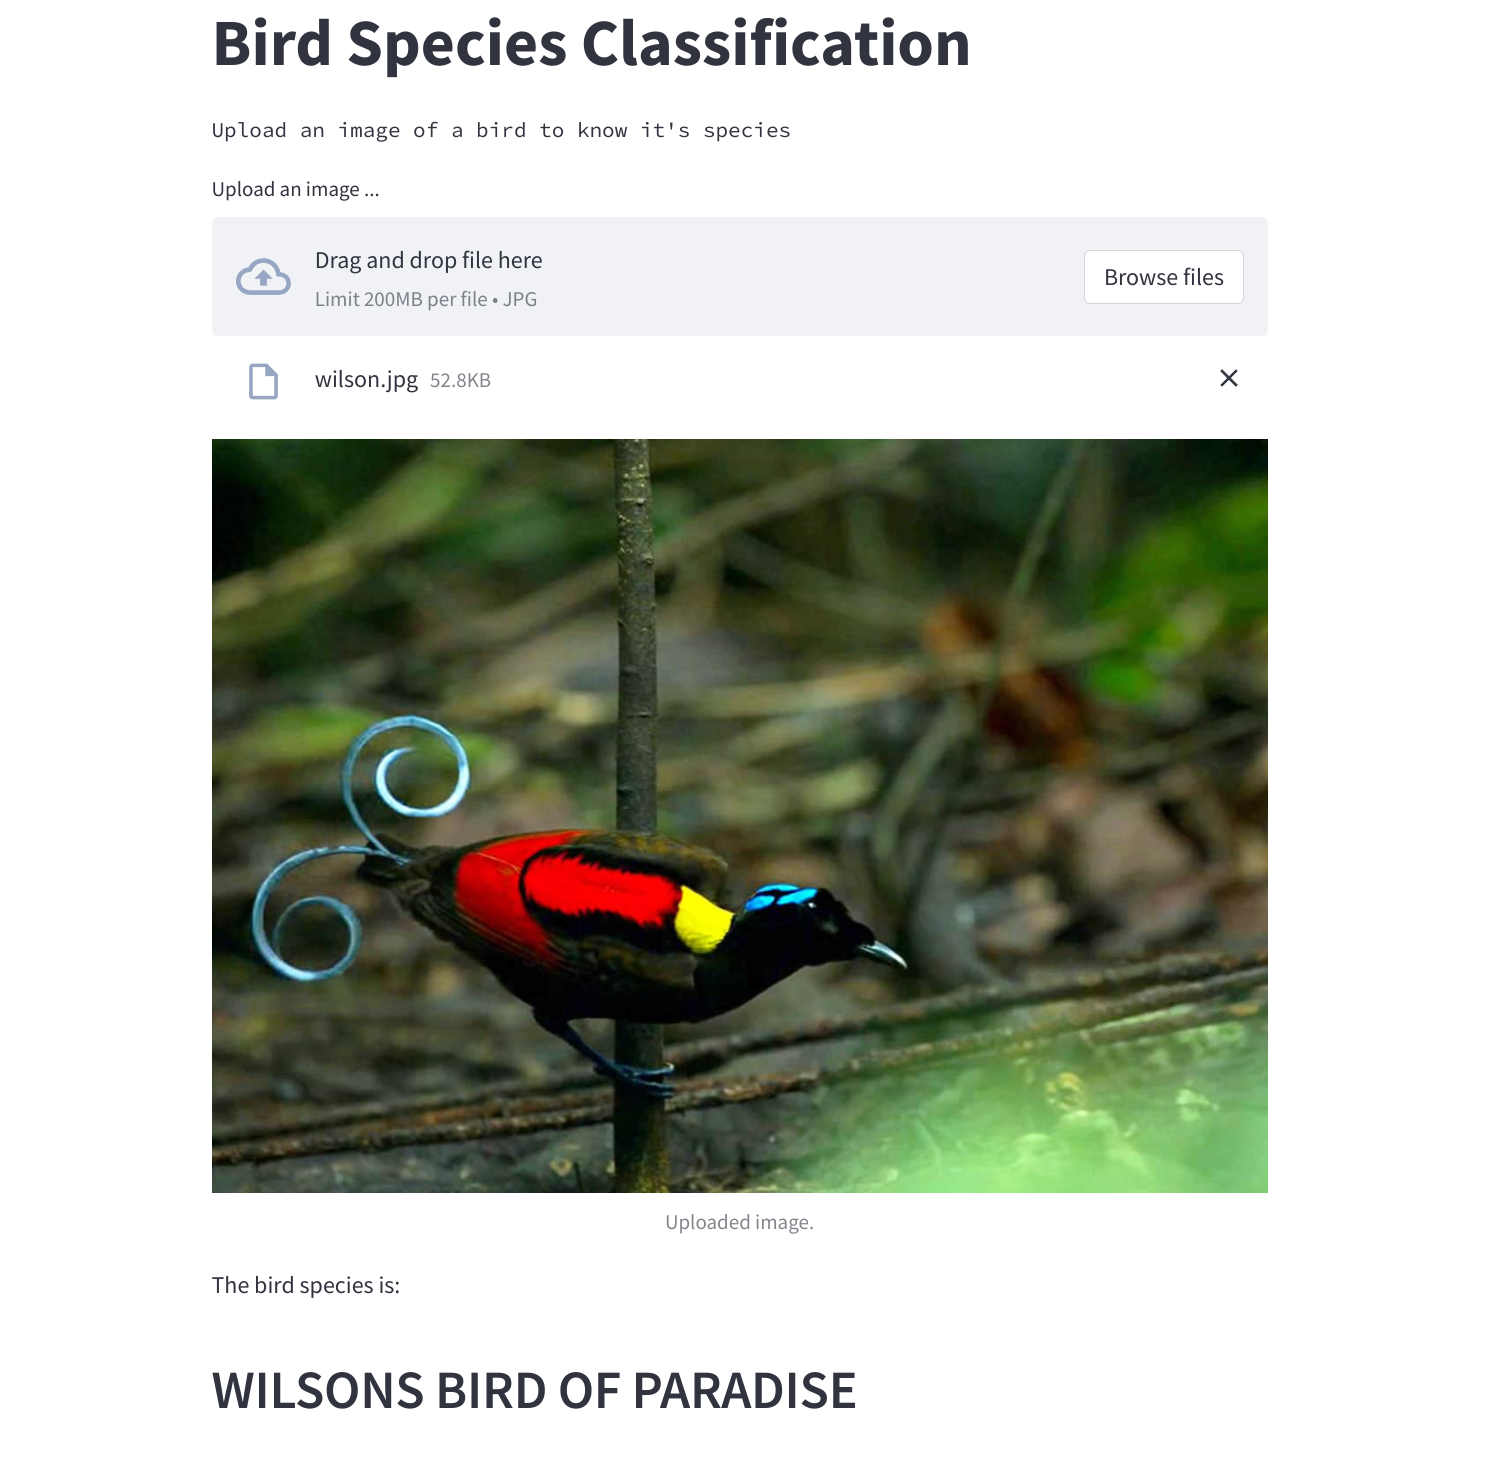 Bird Species Classification
Upload an image of a bird to know it's species
Upload an image ...
Drag and drop file here
Limit 200MB per file • JPG
Browse files
wilson.jpg 52.8KB
Uploaded image.
The bird species is:
WILSONS BIRD OF PARADISE